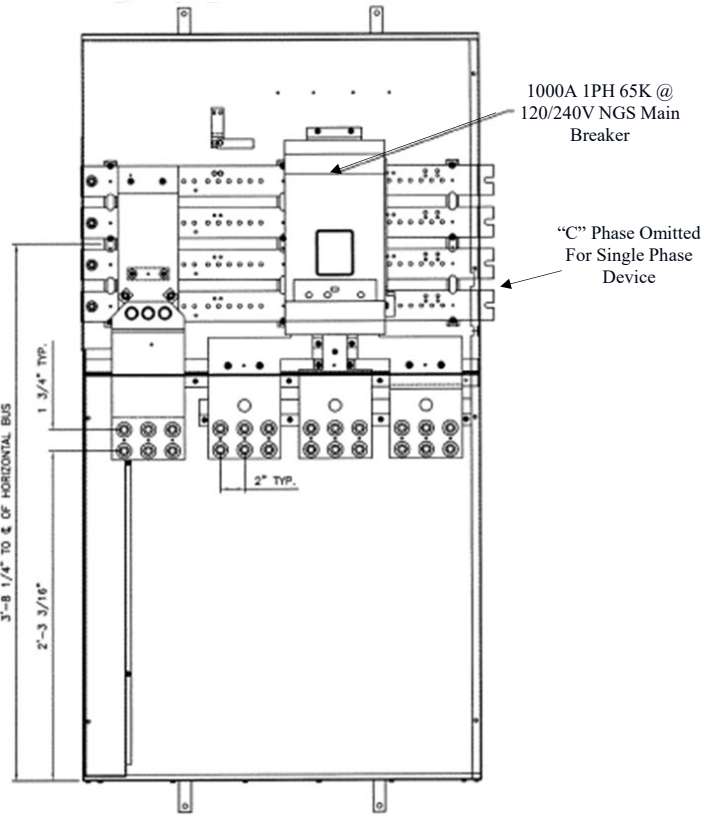 1000A 1PH 65K @
120/240V NGS Main
Breaker
“C” Phase Omitted
For Single Phase
Device
1 3/4" TYP.
3'-8 1/4" TO ℄ OF HORIZONTAL BUS
2" TYP.
2'-3 3/16"